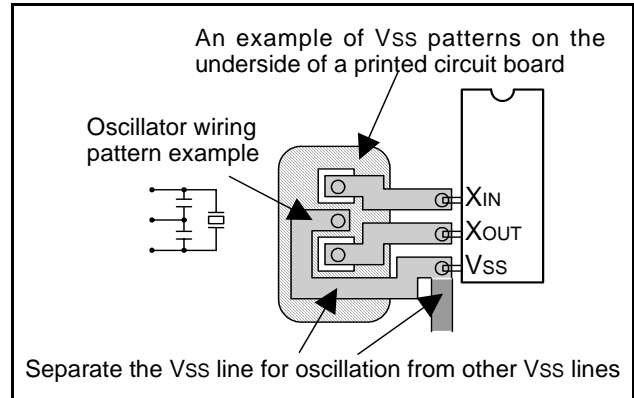 An example of VSS patterns on the
underside of a printed circuit board
Oscillator wiring
pattern example
XIN
XOUT
VSS
Separate the VSS line for oscillation from other VSS lines